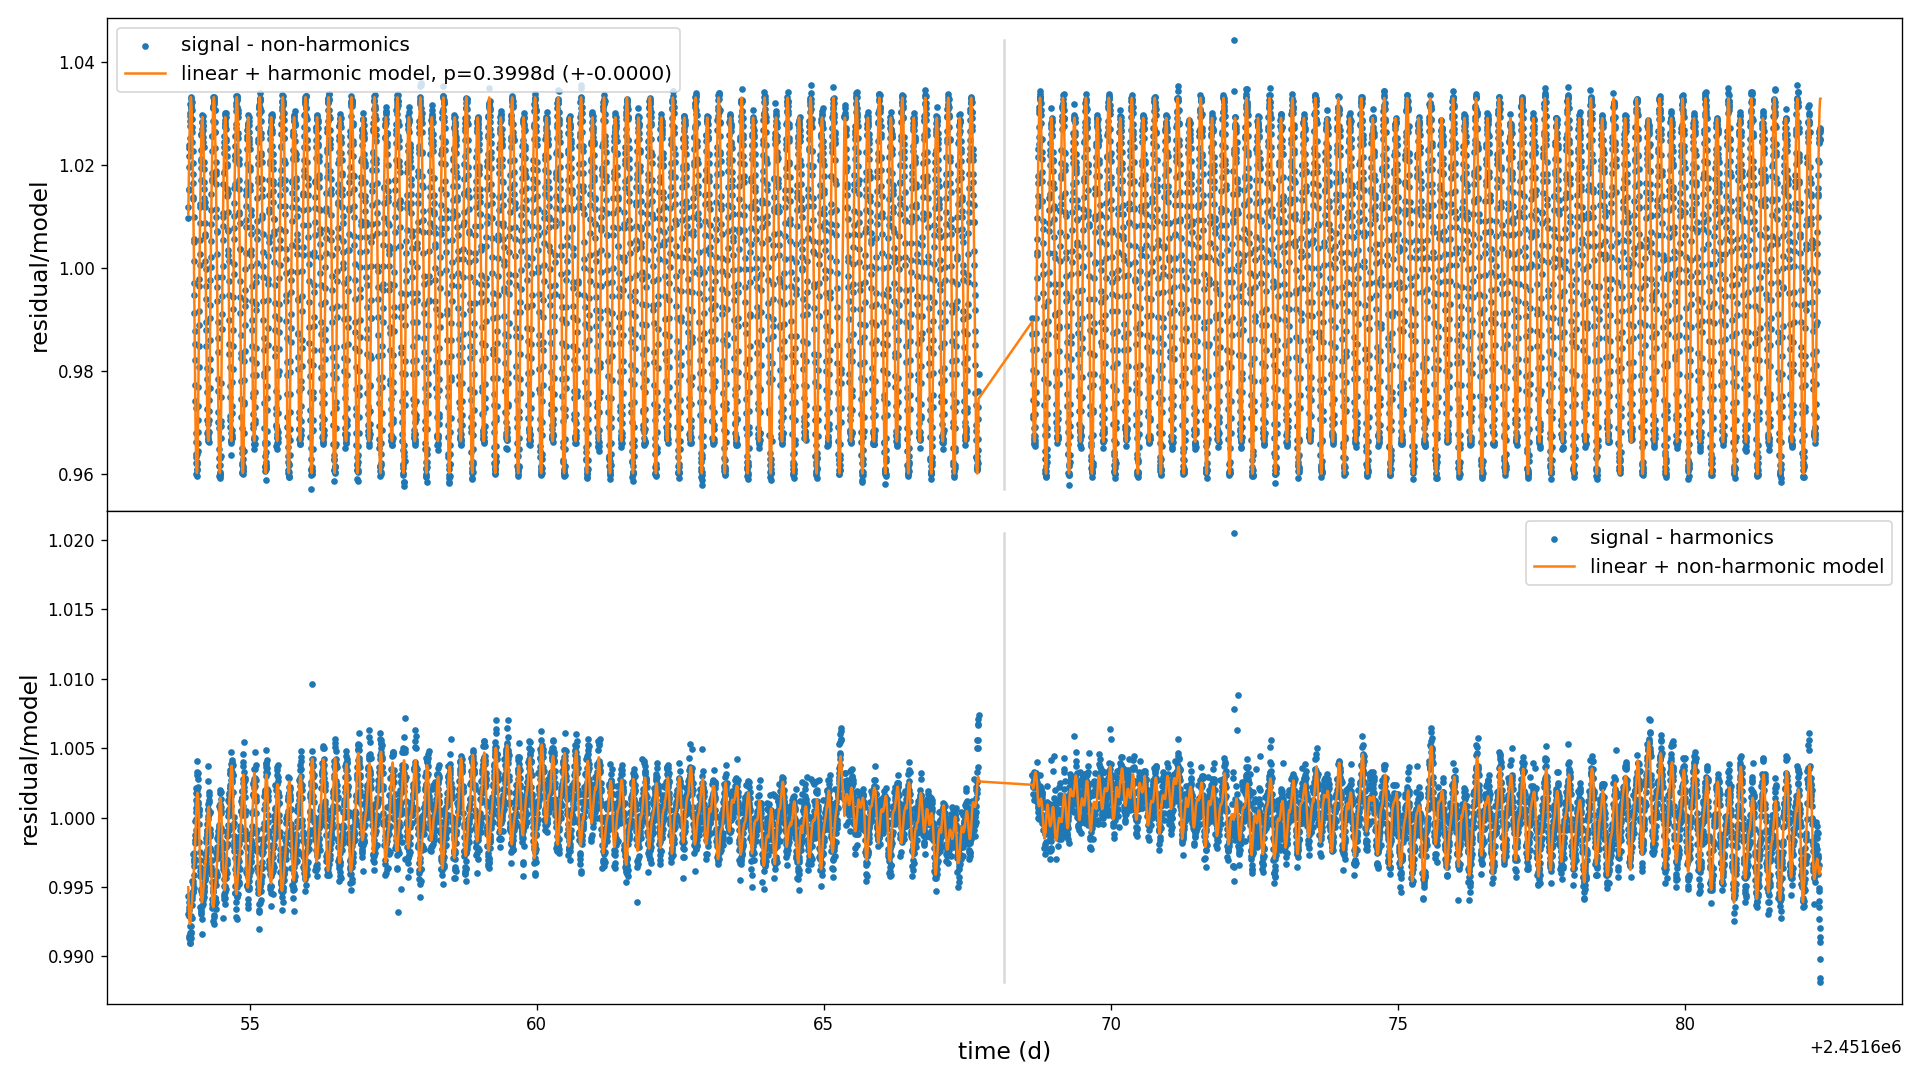 signal - non-harmonics
linear + harmonic model, p=0.3998d (+-0.0000)
1.04
1.02
1.00
0.98
0.96
residual/model
signal - harmonics
linear + non-harmonic model
1.020
1.015
1.010
1.005
1.000
0.995
0.990
residual/model
55
60
65
70
75
80
time (d)
+2.4516e6